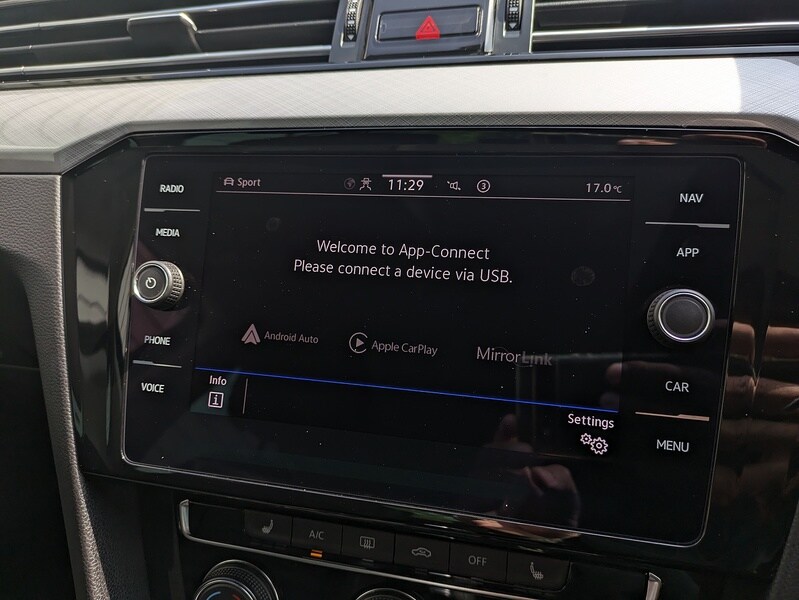 RADIO
MEDIA
PHONE
VOICE
Sport
11:29
3
17.0°C
Welcome to App-Connect
Please connect a device via USB.
Android Auto
Apple CarPlay
MirrorLink
Info
i
Settings
NAV
APP
CAR
MENU
A/C
OFF